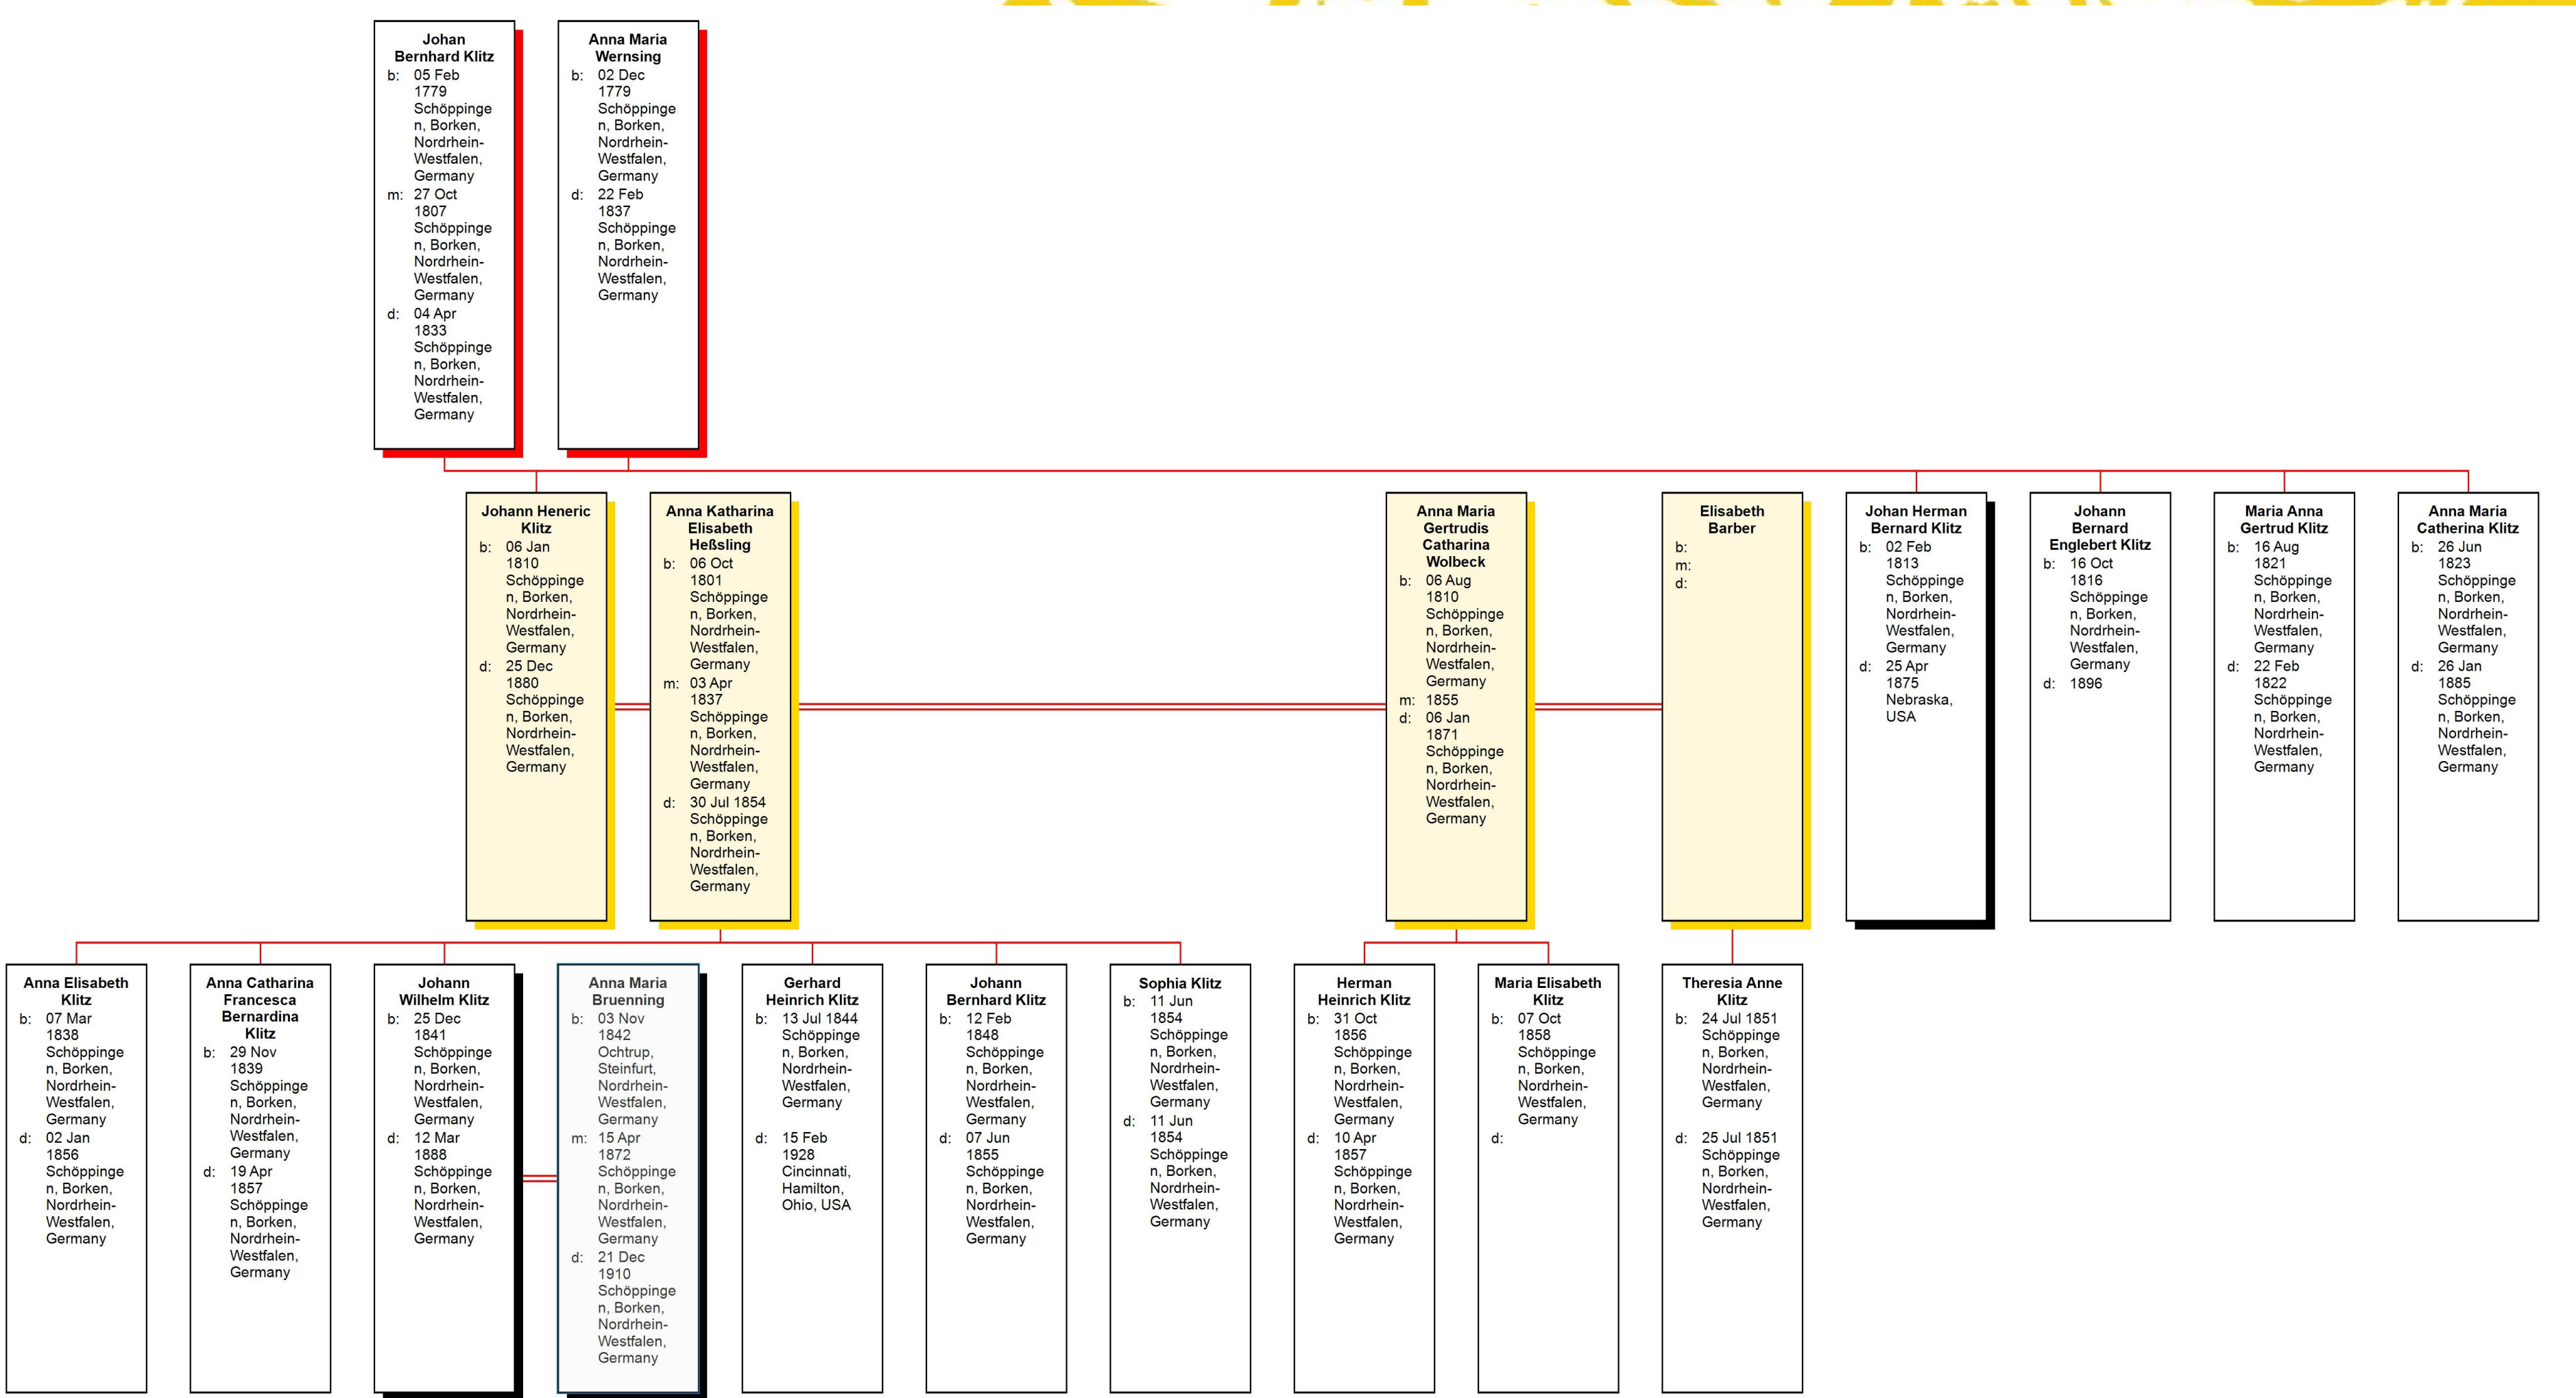 Johan
Bernhard Klitz
b: 05 Feb
1779
Schöppinge
n, Borken,
Nordrhein-
Westfalen,
Germany
m: 27 Oct
1807
Schöppinge
n, Borken,
Nordrhein-
Westfalen,
Germany
d: 04 Apr
1833
Schöppinge
n, Borken,
Nordrhein-
Westfalen,
Germany
Anna Maria
Wernsing
b: 02 Dec
1779
Schöppinge
n, Borken,
Nordrhein-
Westfalen,
Germany
d: 22 Feb
1837
Schöppinge
n, Borken,
Nordrhein-
Westfalen,
Germany
Johann Heneric
Klitz
b: 06 Jan
1810
Schöppinge
n, Borken,
Nordrhein-
Westfalen,
Germany
d: 25 Dec
1880
Schöppinge
n, Borken,
Nordrhein-
Westfalen,
Germany
Anna Katharina
Elisabeth
Heßsling
b: 06 Oct
1801
Schöppinge
n, Borken,
Nordrhein-
Westfalen,
Germany
m: 03 Apr
1837
Schöppinge
n, Borken,
Nordrhein-
Westfalen,
Germany
d: 30 Jul 1854
Schöppinge
n, Borken,
Nordrhein-
Westfalen,
Germany
Anna Maria
Gertrudis
Catharina
Wolbeck
b: 06 Aug
1810
Schöppinge
n, Borken,
Nordrhein-
Westfalen,
Germany
m: 1855
d: 06 Jan
1871
Schöppinge
n, Borken,
Nordrhein-
Westfalen,
Germany
Elisabeth
Barber
b:
m:
d:
Johan Herman
Bernard Klitz
b: 02 Feb
1813
Schöppinge
n, Borken,
Nordrhein-
Westfalen,
Germany
d: 25 Apr
1875
Nebraska,
USA
Johann
Bernard
Englebert Klitz
b: 16 Oct
1816
Schöppinge
n, Borken,
Nordrhein-
Westfalen,
Germany
d: 1896
Maria Anna
Gertrud Klitz
b: 16 Aug
1821
Schöppinge
n, Borken,
Nordrhein-
Westfalen,
Germany
d: 22 Feb
1822
Schöppinge
n, Borken,
Nordrhein-
Westfalen,
Germany
Anna Maria
Catherina Klitz
b: 26 Jun
1823
Schöppinge
n, Borken,
Nordrhein-
Westfalen,
Germany
d: 26 Jan
1885
Schöppinge
n, Borken,
Nordrhein-
Westfalen,
Germany
Anna Elisabeth
Klitz
b: 07 Mar
1838
Schöppinge
n, Borken,
Nordrhein-
Westfalen,
Germany
d: 02 Jan
1856
Schöppinge
n, Borken,
Nordrhein-
Westfalen,
Germany
Anna Catharina
Francesca
Bernardina
Klitz
b: 29 Nov
1839
Schöppinge
n, Borken,
Nordrhein-
Westfalen,
Germany
d: 19 Apr
1857
Schöppinge
n, Borken,
Nordrhein-
Westfalen,
Germany
Johann
Wilhelm Klitz
b: 25 Dec
1841
Schöppinge
n, Borken,
Nordrhein-
Westfalen,
Germany
d: 12 Mar
1888
Schöppinge
n, Borken,
Nordrhein-
Westfalen,
Germany
Anna Maria
Bruenning
b: 03 Nov
1842
Ochtrup,
Steinfurt,
Nordrhein-
Westfalen,
Germany
m: 15 Apr
1872
Schöppinge
n, Borken,
Nordrhein-
Westfalen,
Germany
d: 21 Dec
1910
Schöppinge
n, Borken,
Nordrhein-
Westfalen,
Germany
Gerhard
Heinrich Klitz
b: 13 Jul 1844
Schöppinge
n, Borken,
Nordrhein-
Westfalen,
Germany
d: 15 Feb
1928
Cincinnati,
Hamilton,
Ohio, USA
Johann
Bernhard Klitz
b: 12 Feb
1848
Schöppinge
n, Borken,
Nordrhein-
Westfalen,
Germany
d: 07 Jun
1855
Schöppinge
n, Borken,
Nordrhein-
Westfalen,
Germany
Sophia Klitz
b: 11 Jun
1854
Schöppinge
n, Borken,
Nordrhein-
Westfalen,
Germany
d: 11 Jun
1854
Schöppinge
n, Borken,
Nordrhein-
Westfalen,
Germany
Herman
Heinrich Klitz
b: 31 Oct
1856
Schöppinge
n, Borken,
Nordrhein-
Westfalen,
Germany
d: 10 Apr
1857
Schöppinge
n, Borken,
Nordrhein-
Westfalen,
Germany
Maria Elisabeth
Klitz
b: 07 Oct
1858
Schöppinge
n, Borken,
Nordrhein-
Westfalen,
Germany
d:
Theresia Anne
Klitz
b: 24 Jul 1851
Schöppinge
n, Borken,
Nordrhein-
Westfalen,
Germany
d: 25 Jul 1851
Schöppinge
n, Borken,
Nordrhein-
Westfalen,
Germany